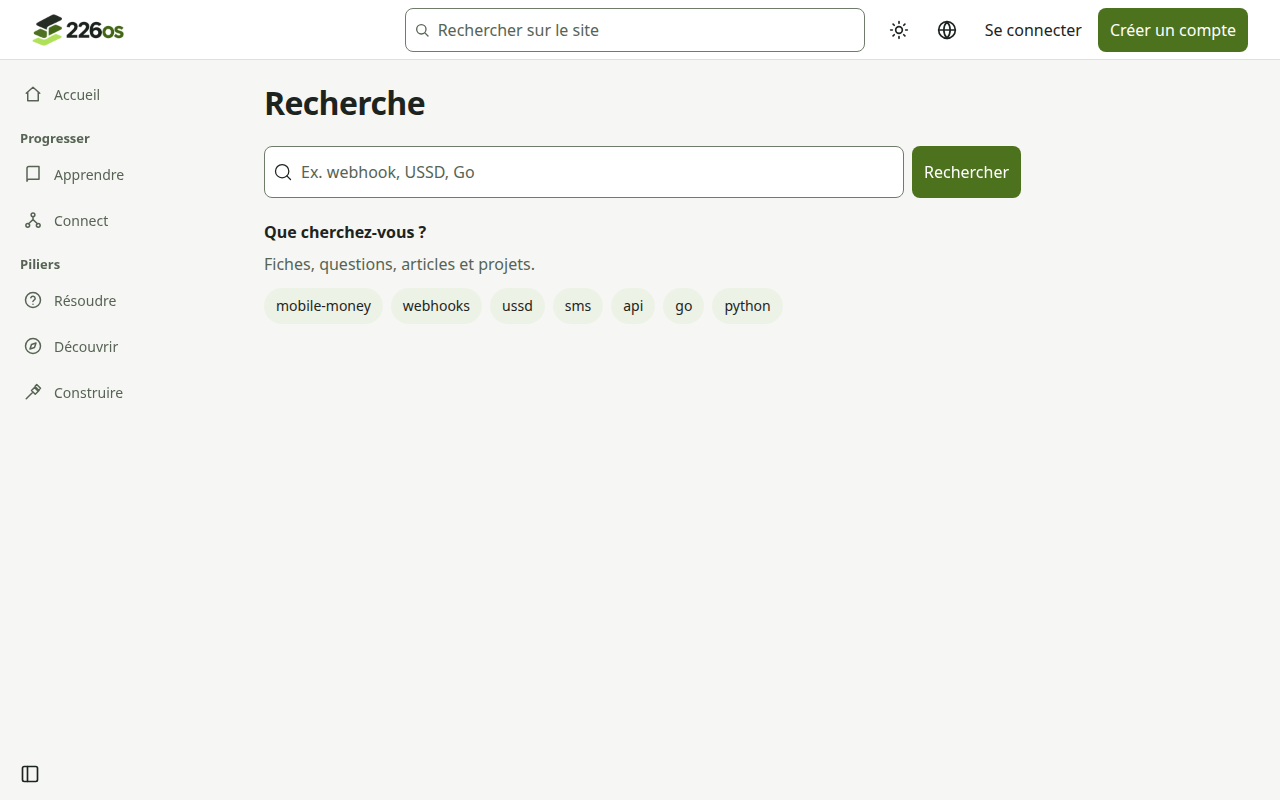 226os
Rechercher sur le site
Se connecter
Créer un compte
Accueil
Progresser
Apprendre
Connect
Piliers
Résoudre
Découvrir
Construire
Recherche
Ex. webhook, USSD, Go
Rechercher
Que cherchez-vous ?
Fiches, questions, articles et projets.
mobile-money
webhooks
ussd
sms
api
go
python